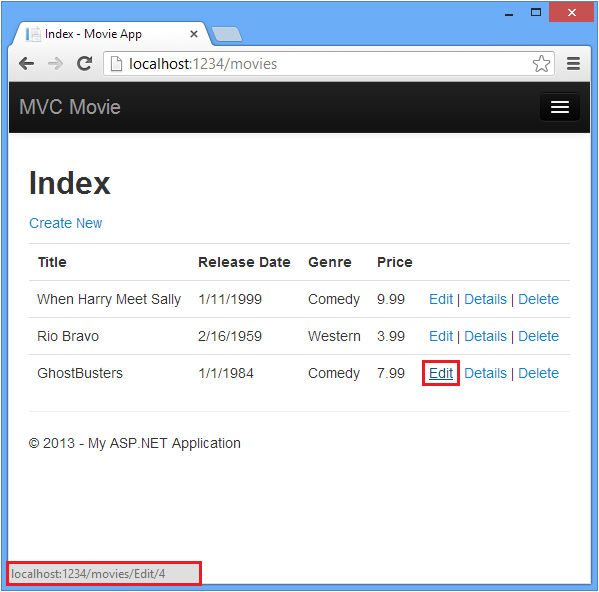 Index - Movie App
localhost:1234/movies
MVC Movie
Index
Create New
Title Release Date Genre Price
When Harry Meet Sally 1/11/1999 Comedy 9.99 Edit | Details | Delete
Rio Bravo 2/16/1959 Western 3.99 Edit | Details | Delete
GhostBusters 1/1/1984 Comedy 7.99 Edit Details | Delete
© 2013 - My ASP.NET Application
localhost:1234/movies/Edit/4